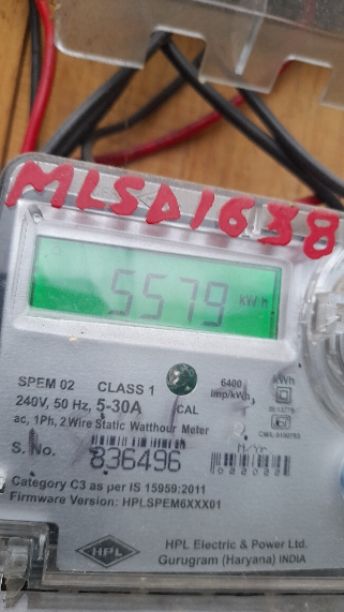 MLSD1638
5579 kWh
SPEM 02 CLASS 1 6400 imp/kWh kWh
240V, 50 Hz, 5-30A CAL
ac, 1Ph, 2 Wire Static Watthour Meter
S. No. 836496 M/Yr.
Category C3 as per IS 15959:2011
Firmware Version: HPLSPEM6XXX01
HPL HPL Electric & Power Ltd.
Gurugram (Haryana) INDIA